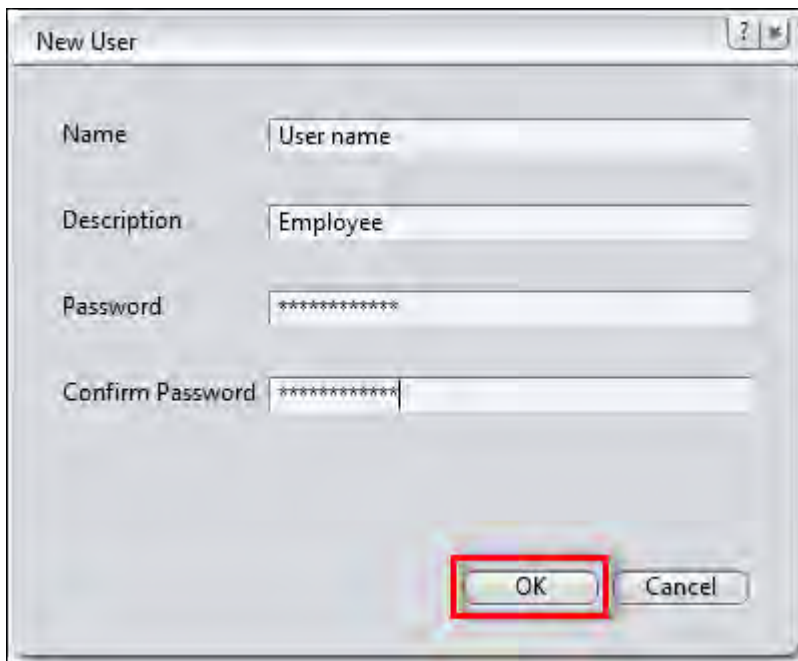 New User ?
Name User name
Description Employee
Password ************
Confirm Password ************
OK Cancel